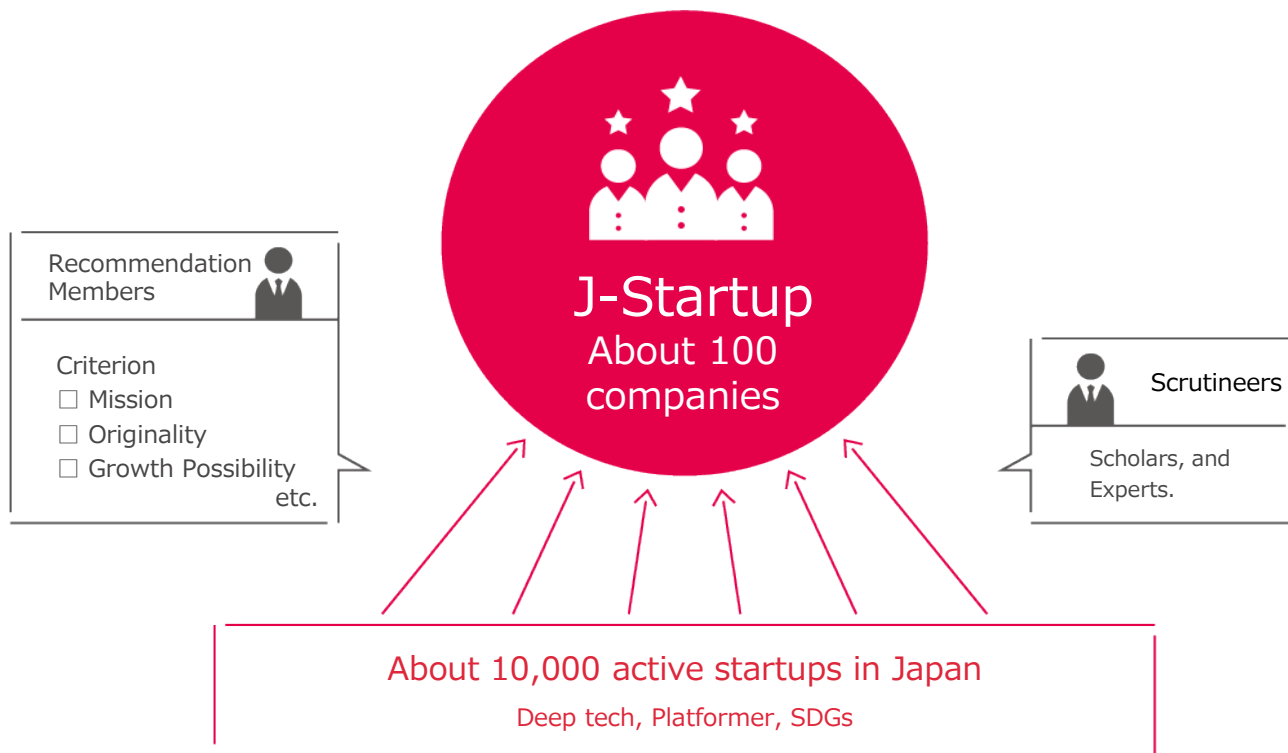 J-Startup
About 100
companies
Recommendation
Members
Criterion
☐ Mission
☐ Originality
☐ Growth Possibility
etc.
Scrutineers
Scholars, and
Experts.
About 10,000 active startups in Japan
Deep tech, Platformer, SDGs